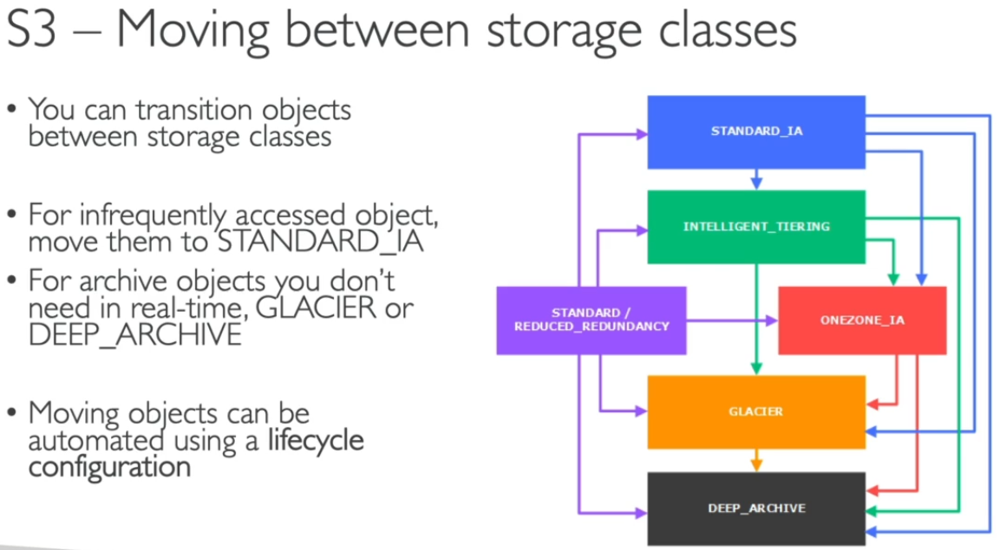 S3 – Moving between storage classes
• You can transition objects
between storage classes
• For infrequently accessed object,
move them to STANDARD_IA
• For archive objects you don't
need in real-time, GLACIER or
DEEP_ARCHIVE
• Moving objects can be
automated using a lifecycle
configuration
STANDARD_IA
INTELLIGENT_TIERING
STANDARD /
REDUCED_REDUNDANCY
ONEZONE_IA
GLACIER
DEEP_ARCHIVE